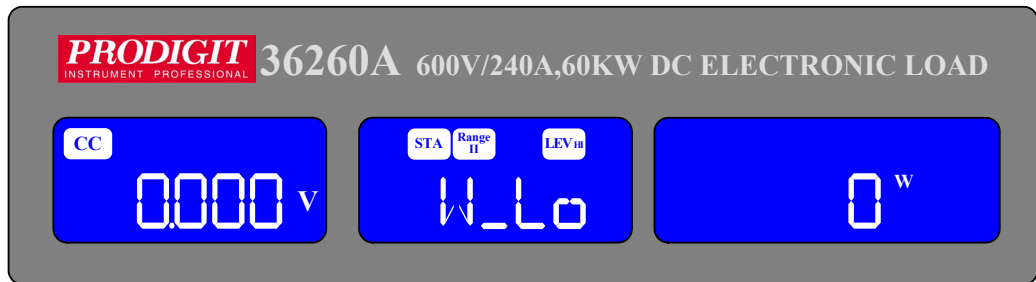 PRODIGIT 36260A 600V/240A,60KW DC ELECTRONIC LOAD
INSTRUMENT PROFESSIONAL
CC STA Range II LEV HI
0.000 V W_Lo 0 W